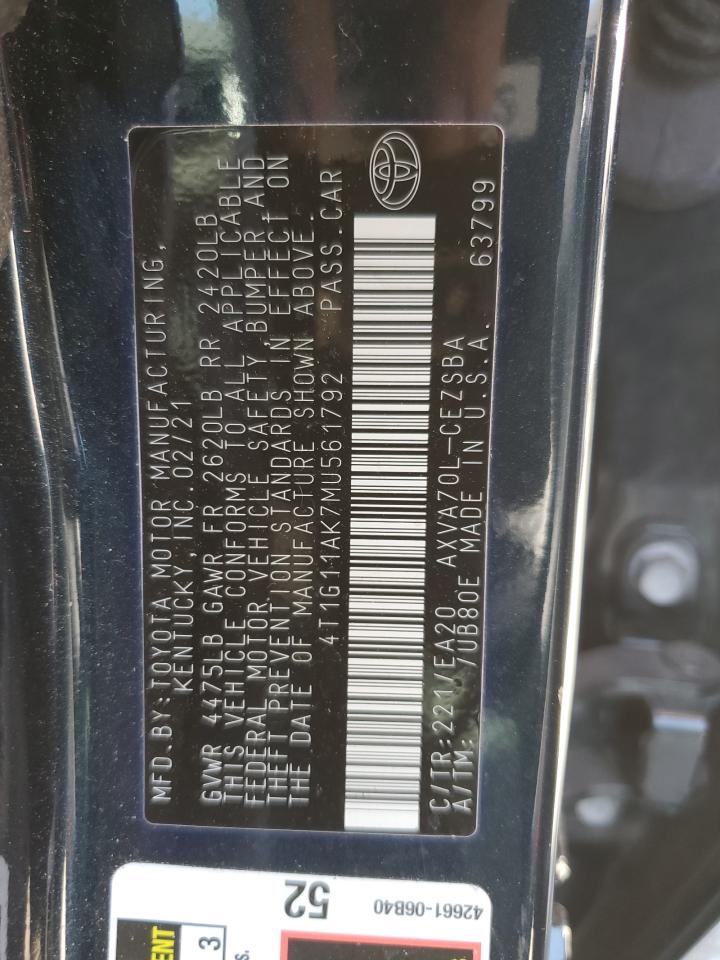 MFD.BY:TOYOTA MOTOR MANUFACTURING,
KENTUCKY, INC.02/21
GVWR 4475LB GAWR FR 2620LB RR 2420LB
THIS VEHICLE CONFORMS TO ALL APPLICABLE
FEDERAL MOTOR VEHICLE SAFETY,BUMPER,AND
THEFT PREVENTION STANDARDS IN EFFECT ON
THE DATE OF MANUFACTURE SHOWN ABOVE.
4T1G11AK7MU561792 PASS.CAR
C/TR:221/EA20 AXVA70L-CEZSBA
A/TM: /UB80E MADE IN U.S.A. 63799
52
42661-06B40
3
s.